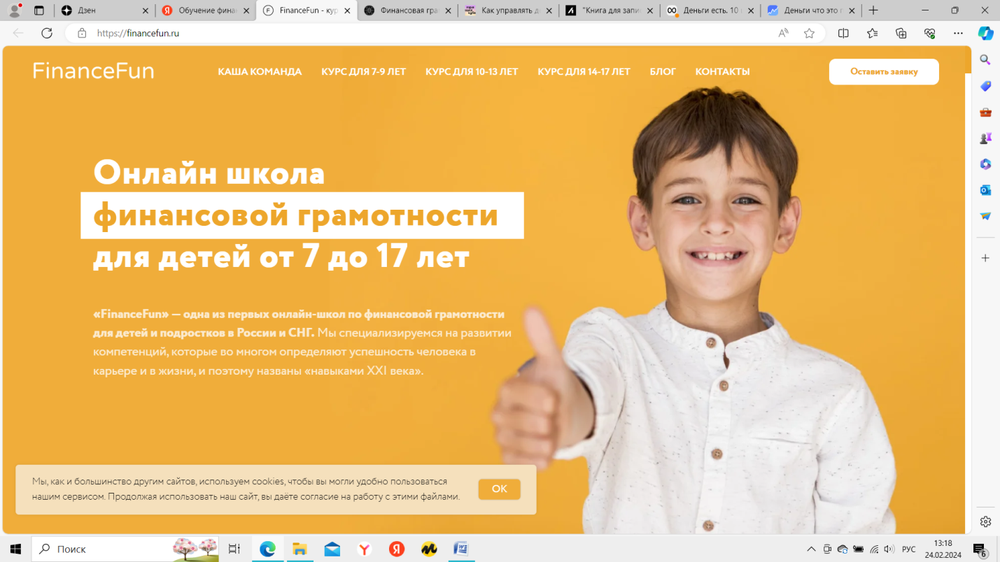 Дзен
Обучение фина
FinanceFun - кур
Финансовая гра
Как управлять д
"Книга для запи
Деньги есть. 10
Деньги что это
https://financefun.ru
FinanceFun
КАША КОМАНДА
КУРС ДЛЯ 7-9 ЛЕТ
КУРС ДЛЯ 10-13 ЛЕТ
КУРС ДЛЯ 14-17 ЛЕТ
БЛОГ
КОНТАКТЫ
Оставить заявку
Онлайн школа
финансовой грамотности
для детей от 7 до 17 лет
«FinanceFun» — одна из первых онлайн-школ по финансовой грамотности
для детей и подростков в России и СНГ. Мы специализируемся на развитии
компетенций, которые во многом определяют успешность человека в
карьере и в жизни, и поэтому названы «навыками XXI века».
Мы, как и большинство другим сайтов, используем cookies, чтобы вы могли удобно пользоваться
нашим сервисом. Продолжая использовать наш сайт, вы даёте согласие на работу с этими файлами.
OK
Поиск
РУС
13:18
24.02.2024
6